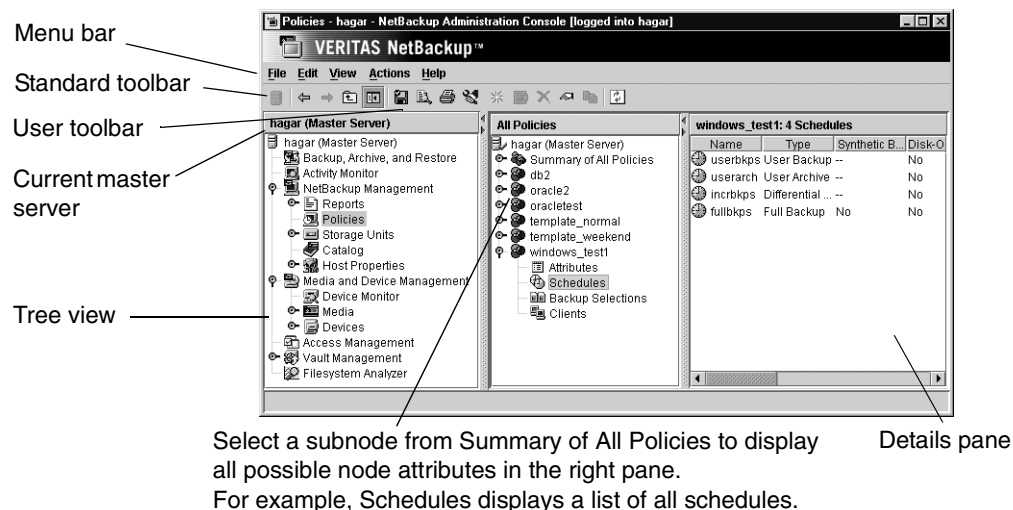 Policies - hagar - NetBackup Administration Console [logged into hagar]
VERITAS NetBackup™
File Edit View Actions Help
Menu bar
Standard toolbar
User toolbar
Current master
server
Tree view
hagar (Master Server)
hagar (Master Server)
Backup, Archive, and Restore
Activity Monitor
NetBackup Management
Reports
Policies
Storage Units
Catalog
Host Properties
Media and Device Management
Device Monitor
Media
Devices
Access Management
Vault Management
Filesystem Analyzer
All Policies
hagar (Master Server)
Summary of All Policies
db2
oracle2
oracletest
template_normal
template_weekend
windows_test1
Attributes
Schedules
Backup Selections
Clients
windows_test1: 4 Schedules
Name Type Synthetic B... Disk-O
userbkps User Backup -- No
userarch User Archive -- No
incrbkps Differential ... -- No
fullbkps Full Backup No No
Select a subnode from Summary of All Policies to display
all possible node attributes in the right pane.
For example, Schedules displays a list of all schedules.
Details pane